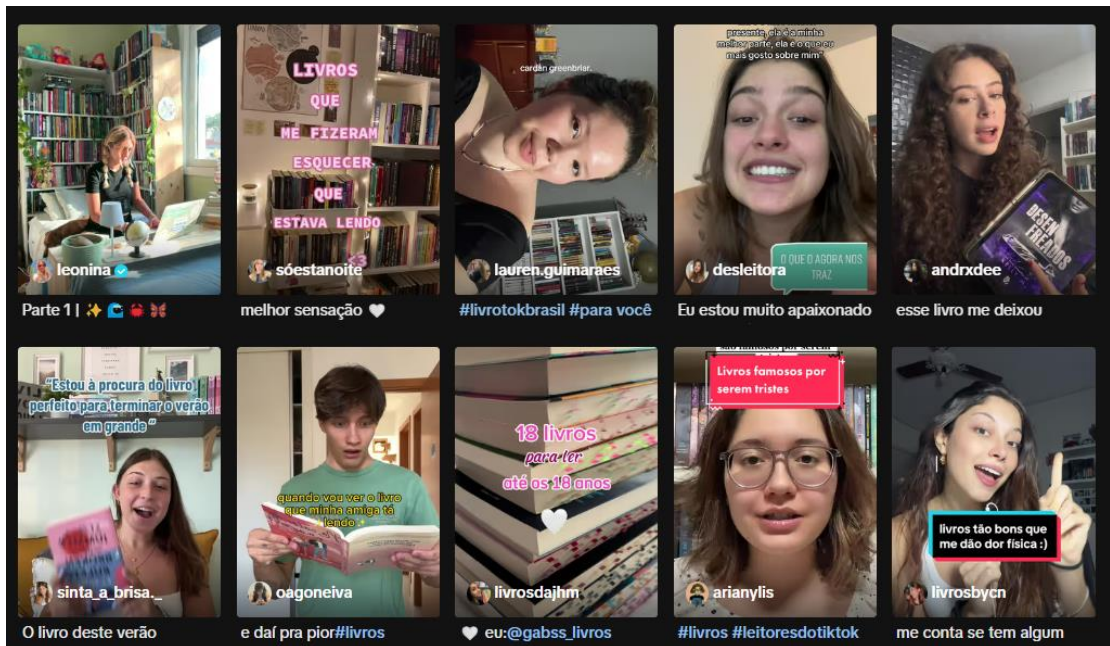 LIVROS
QUE
ME FIZERAM
ESQUECER
QUE
ESTAVA LENDO
<3
cardan greenbriar.
presente, ela é a minha
melhor parte, ela é o que eu
mais gosto sobre mim"
O QUE O AGORA NOS
TRAZ
DESEN
FREADOS
leonina
sóestanoite
lauren.guimaraes
desleitora
andrxdee
Parte 1 | ✨ 🌊 🦀 🦋
melhor sensação 🤍
#livrotokbrasil #para você
Eu estou muito apaixonado
esse livro me deixou
"Estou à procura do livro
perfeito para terminar o verão
em grande "
quando vou ver o livro
que minha amiga tá
lendo
18 livros
para ler
até os 18 anos
Livros famosos por
serem tristes
livros tão bons que
me dão dor física :)
sinta_a_brisa._
oagoneiva
livrosdajhm
arianylis
livrosbycn
O livro deste verão
e daí pra pior#livros
🤍 eu:@gabss_livros
#livros #leitoresdotiktok
me conta se tem algum